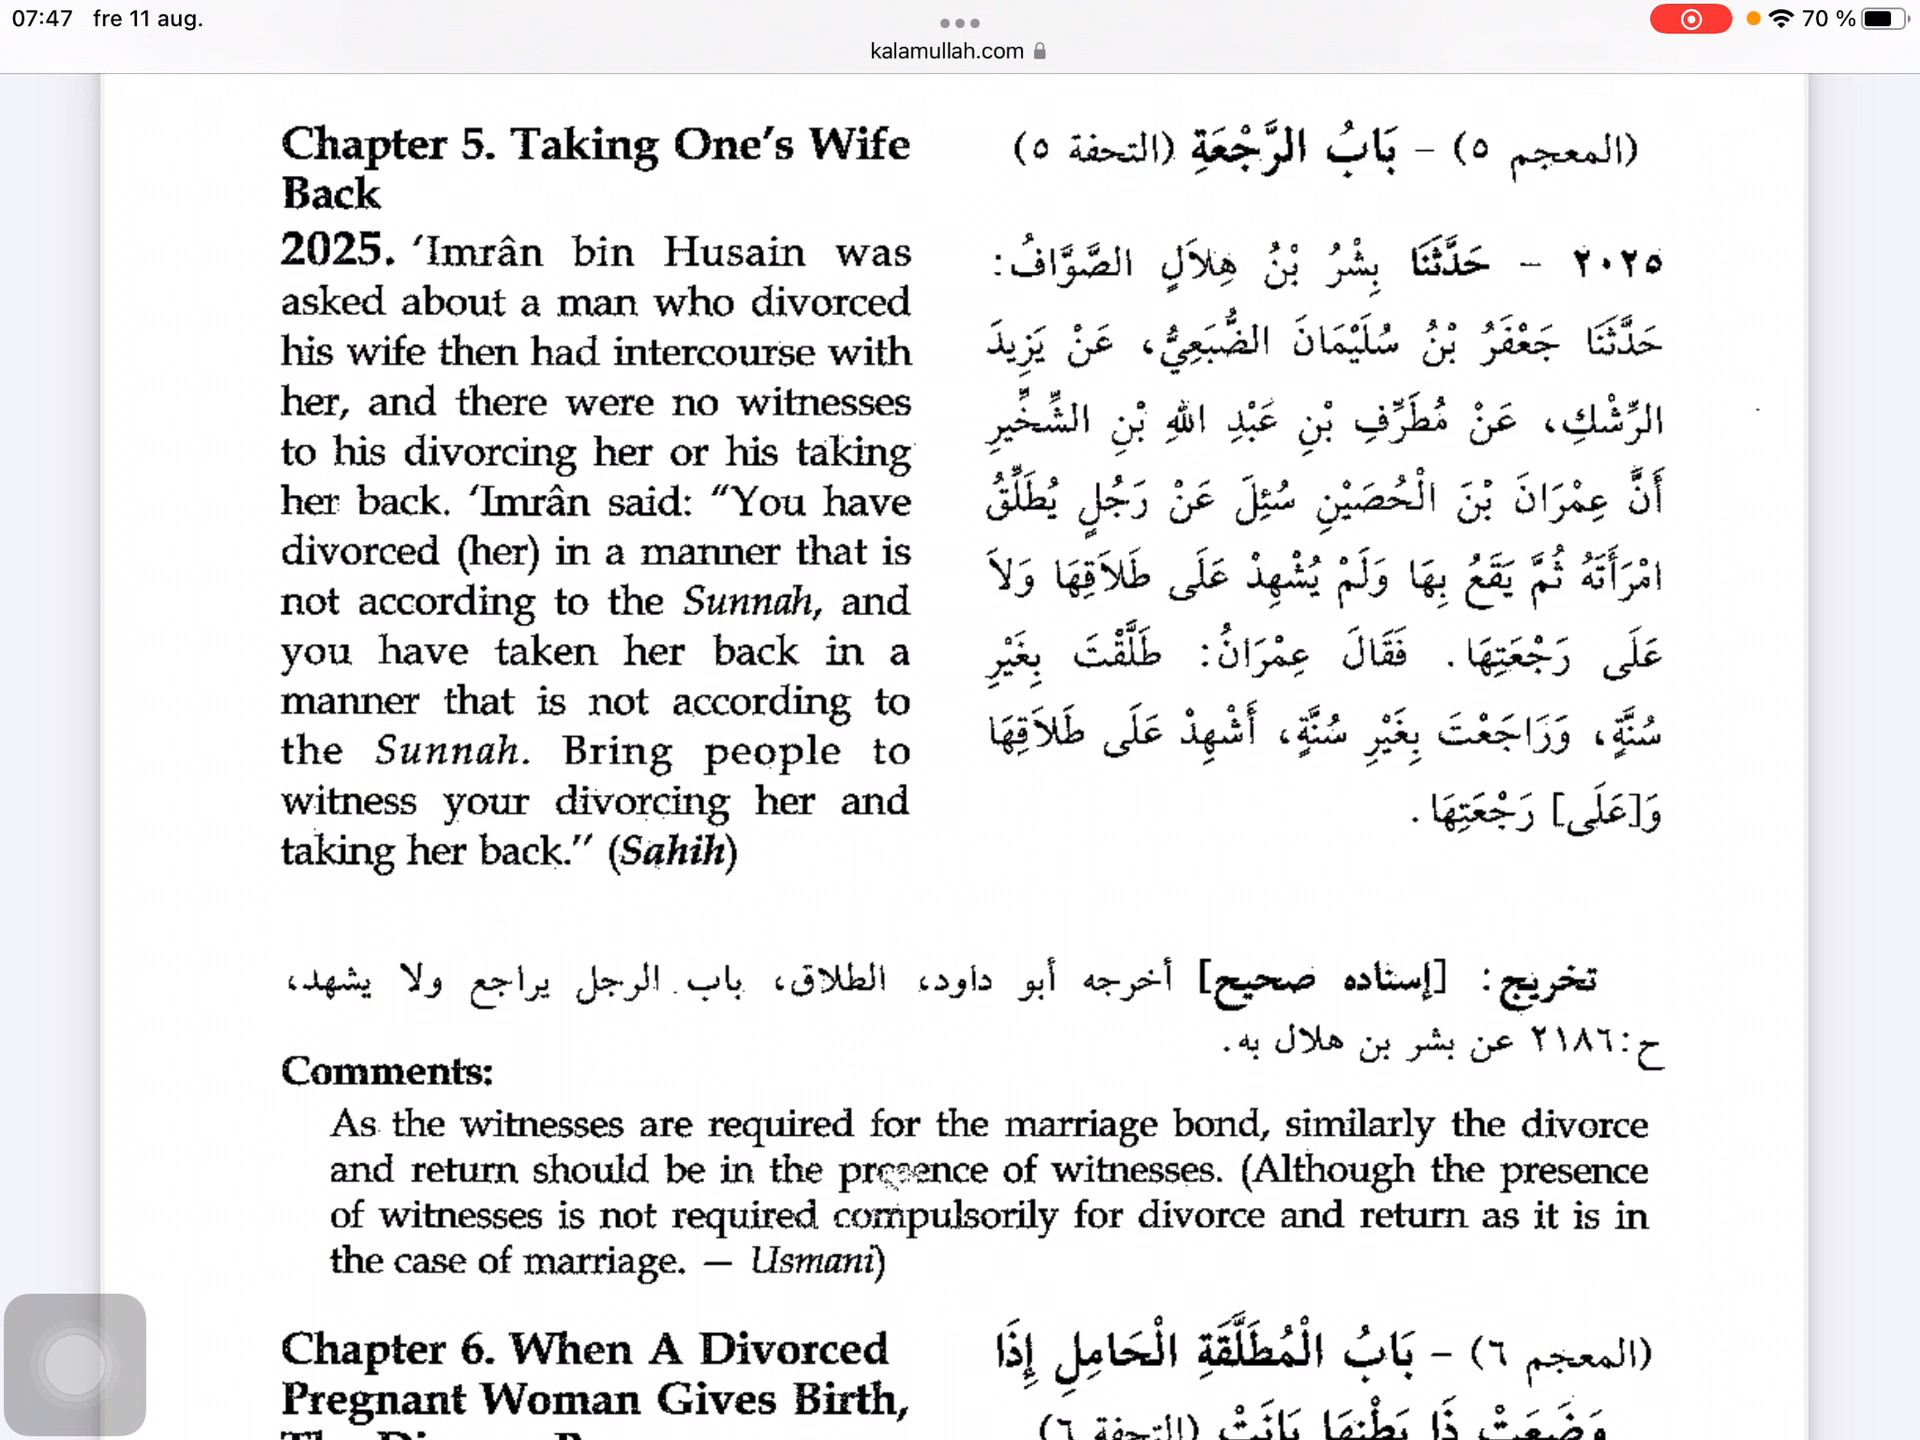 07:47 fre 11 aug.
70 %
kalamullah.com
Chapter 5. Taking One's Wife
Back
2025. 'Imrân bin Husain was
asked about a man who divorced
his wife then had intercourse with
her, and there were no witnesses
to his divorcing her or his taking
her back. 'Imrân said: "You have
divorced (her) in a manner that is
not according to the Sunnah, and
you have taken her back in a
manner that is not according to
the Sunnah. Bring people to
witness your divorcing her and
taking her back." (Sahih)
(المعجم ٥) – بَابُ الرَّجْعَةِ (التحفة ٥)
٢٠٢٥ – حَدَّثَنَا بِشْرُ بْنُ هِلَالٍ الصَّوَّافُ:
حَدَّثَنَا جَعْفَرُ بْنُ سُلَيْمَانَ الضُّبَعِيُّ، عَنْ يَزِيدَ
الرِّشْكِ، عَنْ مُطَرِّفِ بْنِ عَبْدِ اللهِ بْنِ الشِّخِّيرِ
أَنَّ عِمْرَانَ بْنَ الْحُصَيْنِ سُئِلَ عَنْ رَجُلٍ يُطَلِّقُ
امْرَأَتَهُ ثُمَّ يَقَعُ بِهَا وَلَمْ يُشْهِدْ عَلَى طَلَاقِهَا وَلَا
عَلَى رَجْعَتِهَا. فَقَالَ عِمْرَانُ: طَلَّقْتَ بِغَيْرِ
سُنَّةٍ، وَرَاجَعْتَ بِغَيْرِ سُنَّةٍ، أَشْهِدْ عَلَى طَلَاقِهَا
وَ[عَلَى] رَجْعَتِهَا.
تخريج: [إسناده صحيح] أخرجه أبو داود، الطلاق، باب الرجل يراجع ولا يشهد،
ح:٢١٨٦ عن بشر بن هلال به.
Comments:
As the witnesses are required for the marriage bond, similarly the divorce
and return should be in the presence of witnesses. (Although the presence
of witnesses is not required compulsorily for divorce and return as it is in
the case of marriage. — Usmani)
Chapter 6. When A Divorced
Pregnant Woman Gives Birth,
(المعجم ٦) – بَابُ الْمُطَلَّقَةِ الْحَامِلِ إِذَا
وَضَعَتْ ذَا بَطْنِهَا بَانَتْ (التحفة ٦)